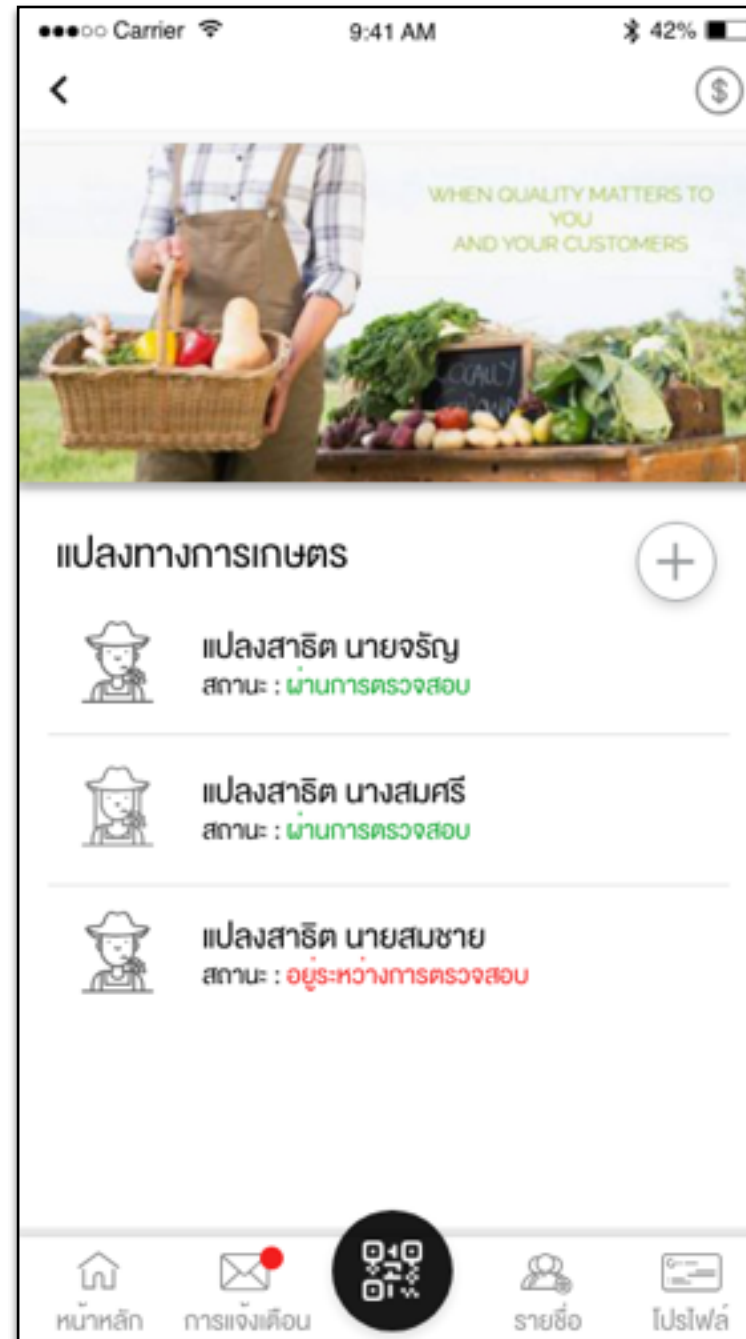 Carrier 9:41 AM 42%
$
WHEN QUALITY MATTERS TO
YOU
AND YOUR CUSTOMERS
LOCALLY
GROWN
แปลงทางการเกษตร
แปลงสาธิต นายจรัญ
สถานะ : ผ่านการตรวจสอบ
แปลงสาธิต นางสมศรี
สถานะ : ผ่านการตรวจสอบ
แปลงสาธิต นายสมชาย
สถานะ : อยู่ระหว่างการตรวจสอบ
หน้าหลัก การแจ้งเตือน รายชื่อ โปรไฟล์